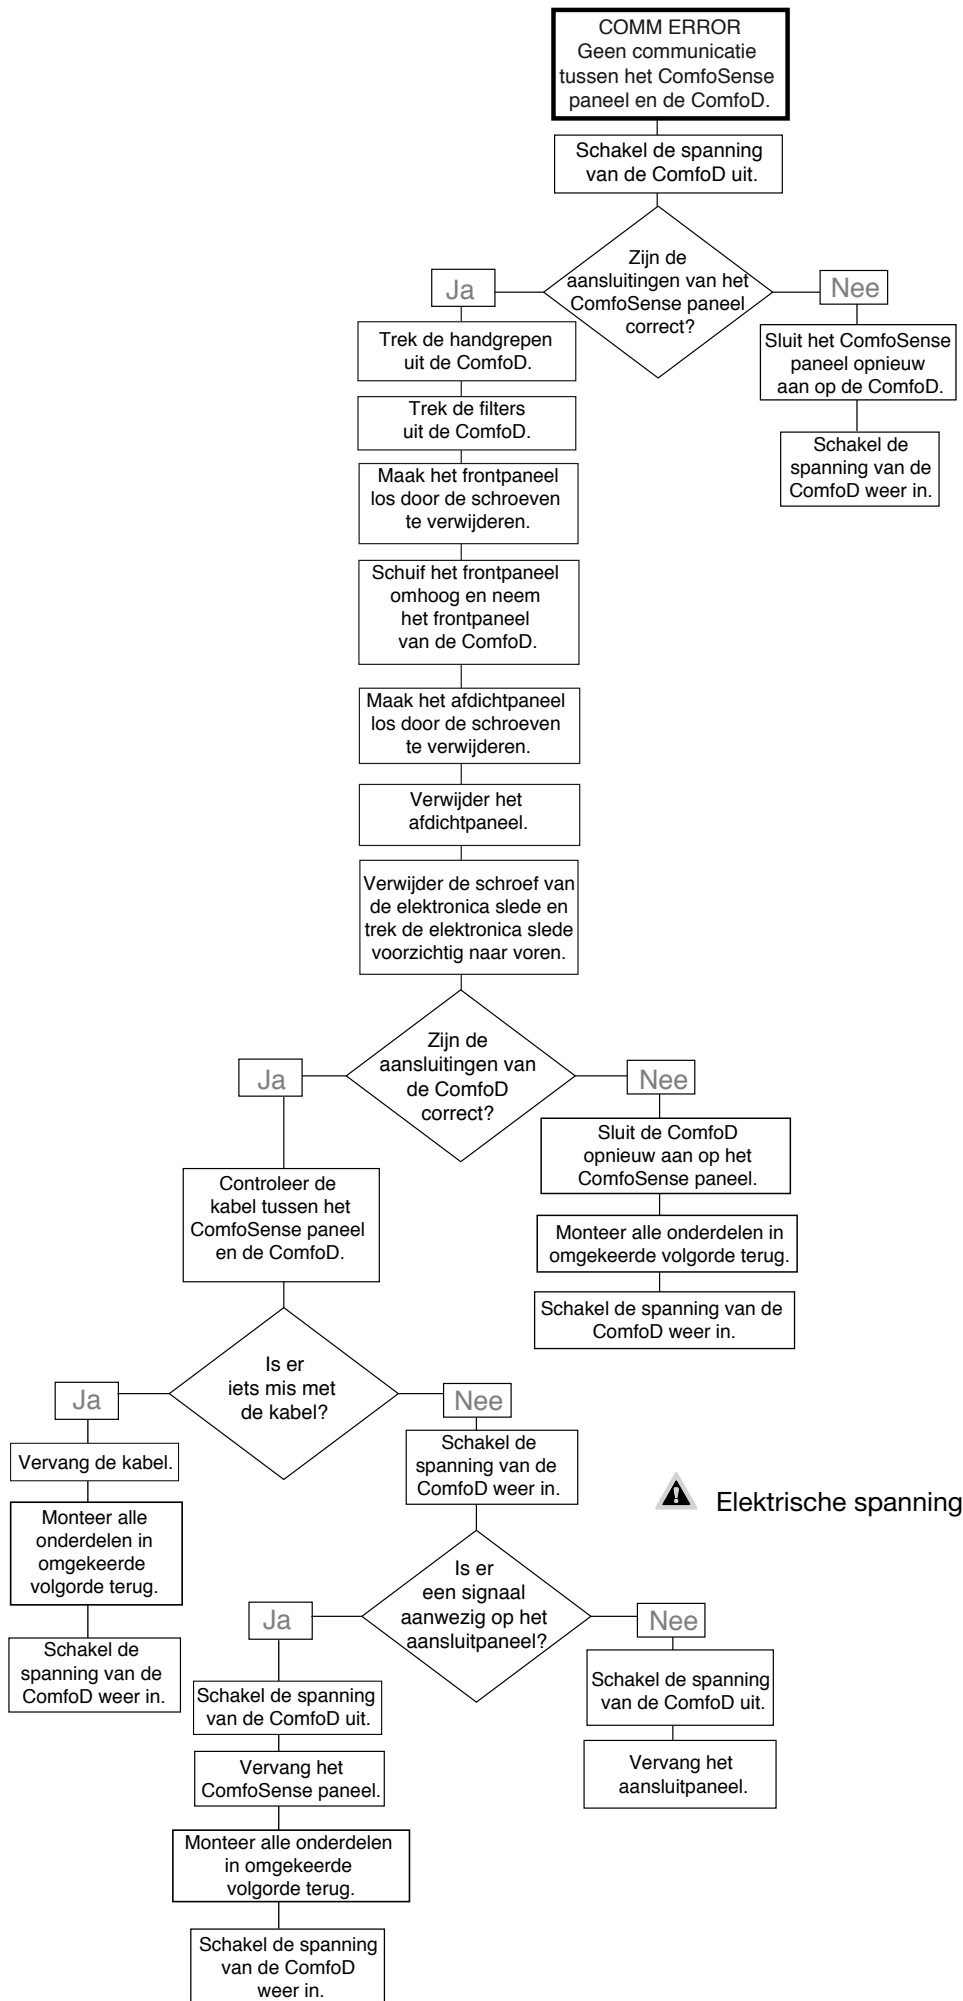 COMM ERROR
Geen communicatie
tussen het ComfoSense
paneel en de ComfoD.
Schakel de spanning
van de ComfoD uit.
Zijn de
aansluitingen van het
ComfoSense paneel
correct?
Ja
Nee
Trek de handgrepen
uit de ComfoD.
Sluit het ComfoSense
paneel opnieuw
aan op de ComfoD.
Trek de filters
uit de ComfoD.
Schakel de
spanning van de
ComfoD weer in.
Maak het frontpaneel
los door de schroeven
te verwijderen.
Schuif het frontpaneel
omhoog en neem
het frontpaneel
van de ComfoD.
Maak het afdichtpaneel
los door de schroeven
te verwijderen.
Verwijder het
afdichtpaneel.
Verwijder de schroef van
de elektronica slede en
trek de elektronica slede
voorzichtig naar voren.
Zijn de
aansluitingen van
de ComfoD
correct?
Ja
Nee
Sluit de ComfoD
opnieuw aan op het
ComfoSense paneel.
Controleer de
kabel tussen het
ComfoSense paneel
en de ComfoD.
Monteer alle onderdelen in
omgekeerde volgorde terug.
Schakel de spanning van de
ComfoD weer in.
Is er
iets mis met
de kabel?
Ja
Nee
Vervang de kabel.
Schakel de
spanning van de
ComfoD weer in.
Elektrische spanning
Monteer alle
onderdelen in
omgekeerde
volgorde terug.
Is er
een signaal
aanwezig op het
aansluitpaneel?
Ja
Nee
Schakel de
spanning van de
ComfoD weer in.
Schakel de spanning
van de ComfoD uit.
Schakel de spanning
van de ComfoD uit.
Vervang het
ComfoSense paneel.
Vervang het
aansluitpaneel.
Monteer alle onderdelen
in omgekeerde
volgorde terug.
Schakel de spanning
van de ComfoD
weer in.